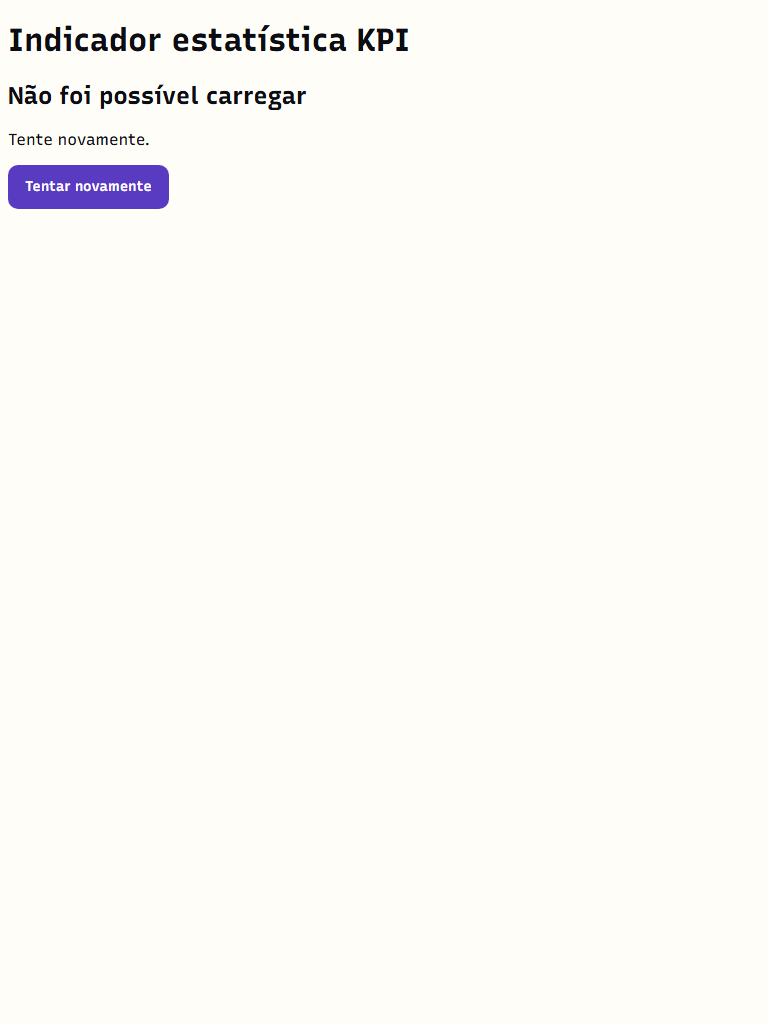 Indicador estatística KPI
Não foi possível carregar
Tente novamente.
Tentar novamente